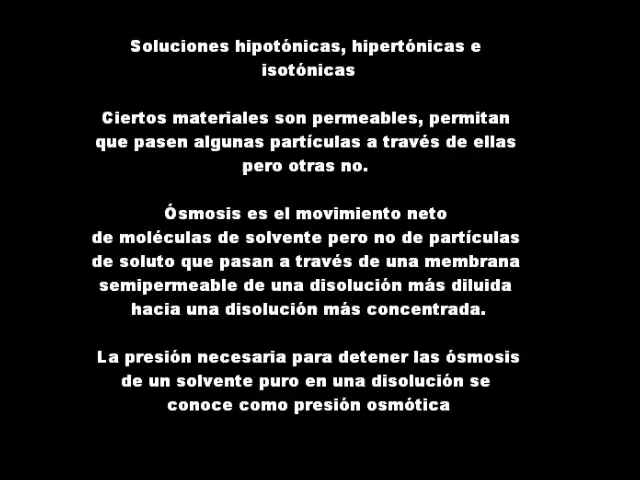 Soluciones hipotónicas, hipertónicas e
isotónicas
Ciertos materiales son permeables, permitan
que pasen algunas partículas a través de ellas
pero otras no.
Ósmosis es el movimiento neto
de moléculas de solvente pero no de partículas
de soluto que pasan a través de una membrana
semipermeable de una disolución más diluida
hacia una disolución más concentrada.
La presión necesaria para detener las ósmosis
de un solvente puro en una disolución se
conoce como presión osmótica